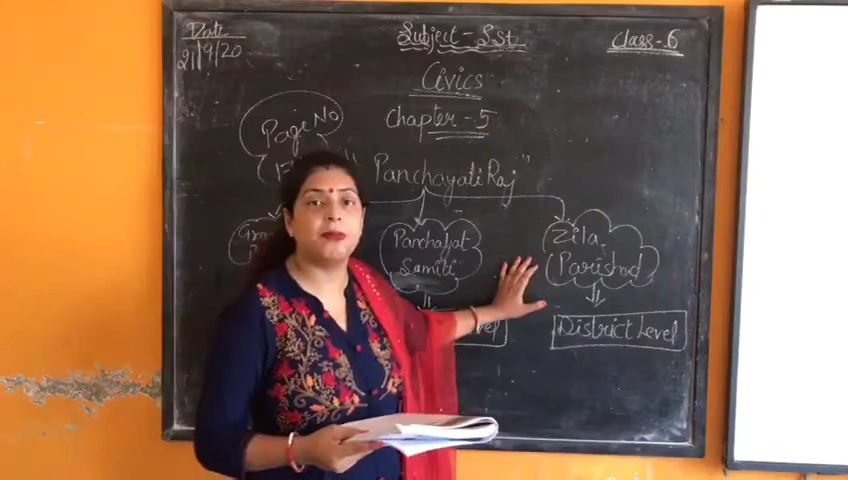 Date
21/9/20
Subject - S.st
Class - 6
Civics
Chapter - 5
Page No
"Panchayati Raj"
Panchayat
Samiti
Zila
Parishad
District Level